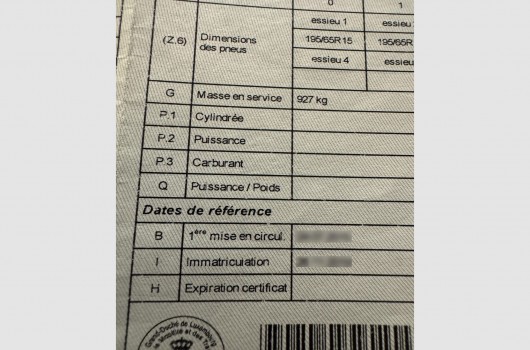 0 1
essieu 1 essieu
(Z.6) Dimensions des pneus 195/65R15 195/65R
essieu 4 essieu
G Masse en service 927 kg
P.1 Cylindrée
P.2 Puissance
P.3 Carburant
Q Puissance / Poids
Dates de référence
B 1ère mise en circul.
I Immatriculation
H Expiration certificat
Grand-Duché de Luxembourg